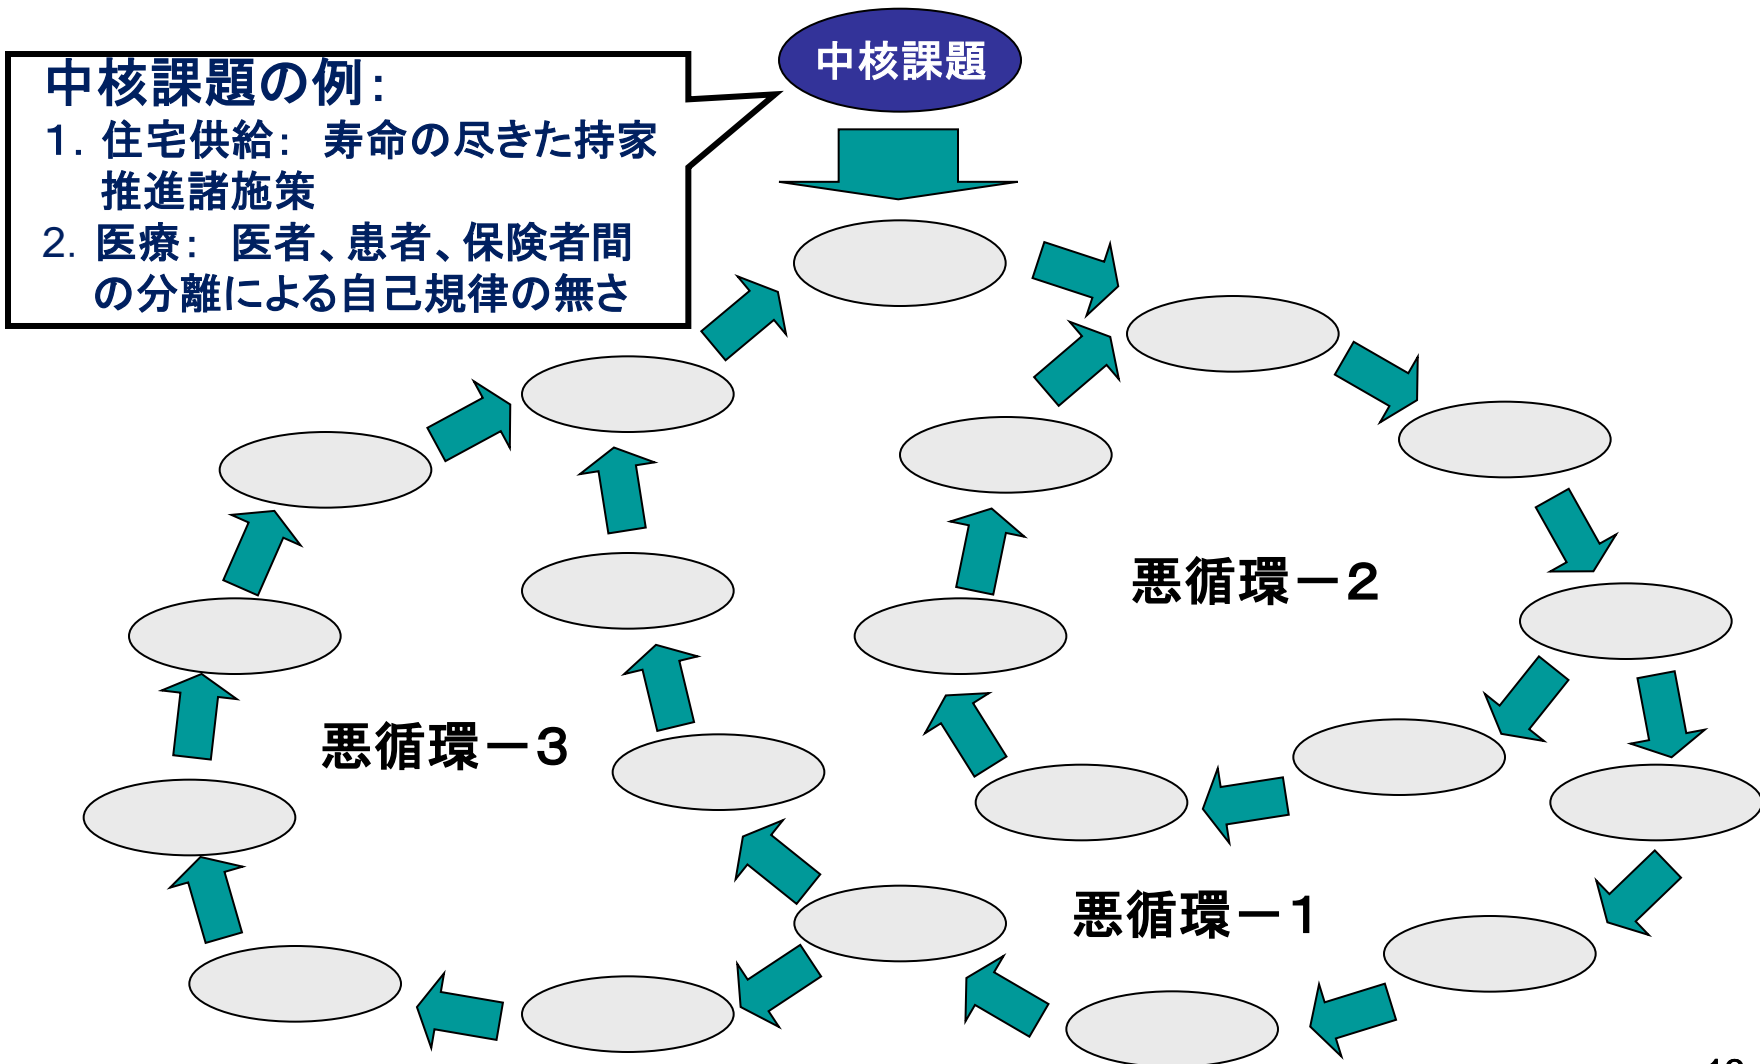 中核課題
中核課題の例：
１．住宅供給： 寿命の尽きた持家
推進諸施策
2. 医療： 医者、患者、保険者間
の分離による自己規律の無さ
悪循環－２
悪循環－３
悪循環－１